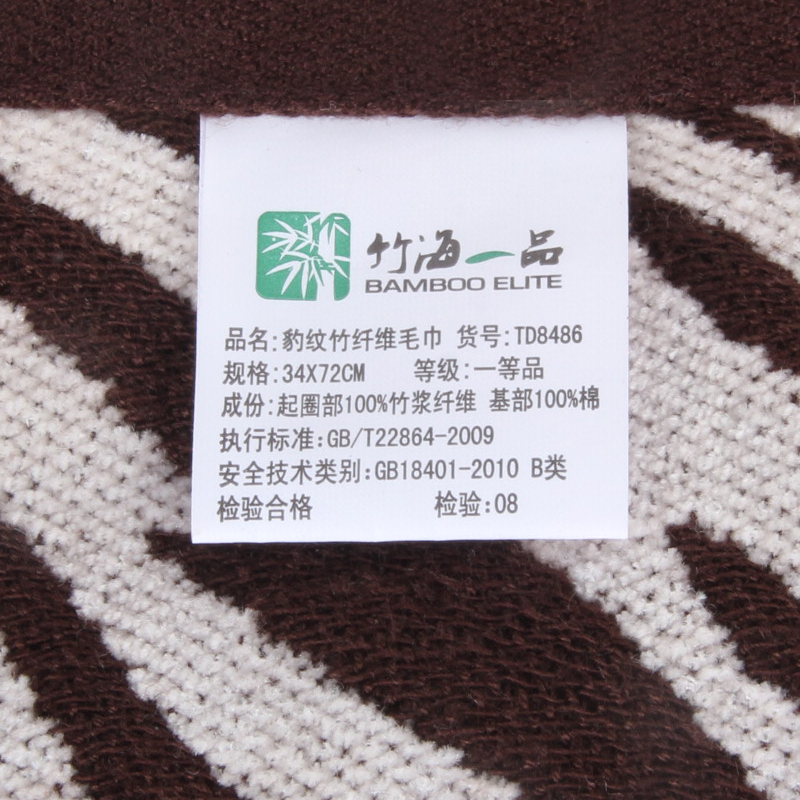 竹海一品
BAMBOO ELITE
品名:豹纹竹纤维毛巾 货号:TD8486
规格:34X72CM 等级:一等品
成份:起圈部100%竹浆纤维 基部100%棉
执行标准:GB/T22864-2009
安全技术类别:GB18401-2010 B类
检验合格 检验:08